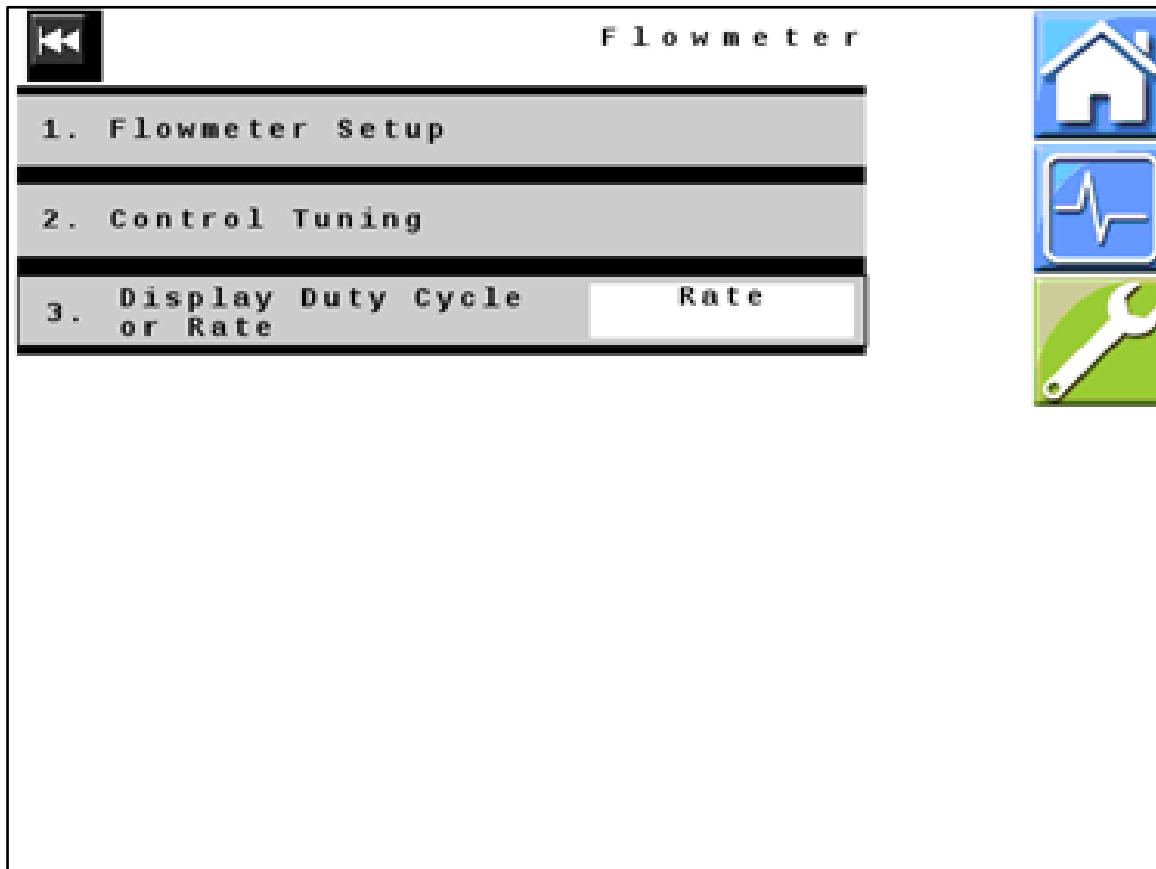 Flowmeter
1. Flowmeter Setup
2. Control Tuning
3. Display Duty Cycle
or Rate
Rate